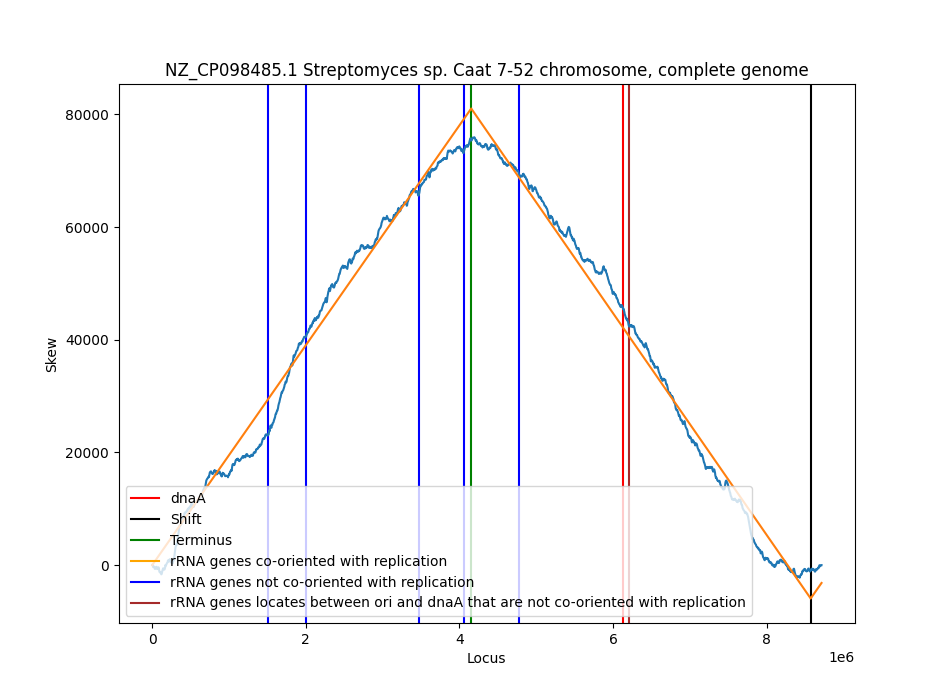 NZ_CP098485.1 Streptomyces sp. Caat 7-52 chromosome, complete genome
Skew
80000
60000
40000
20000
0
dnaA
Shift
Terminus
rRNA genes co-oriented with replication
rRNA genes not co-oriented with replication
rRNA genes locates between ori and dnaA that are not co-oriented with replication
0
2
4
6
8
1e6
Locus